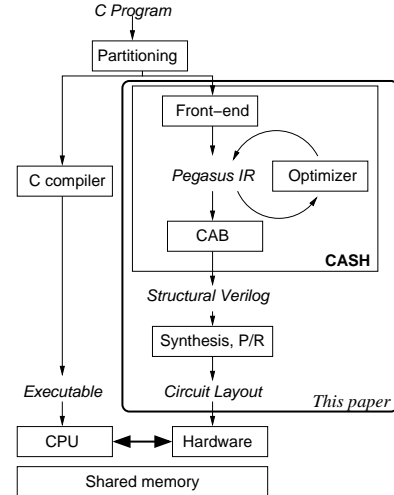 C Program
Partitioning
Front−end
C compiler
Pegasus IR
Optimizer
CAB
CASH
Structural Verilog
Synthesis, P/R
Executable
Circuit Layout
This paper
CPU
Hardware
Shared memory